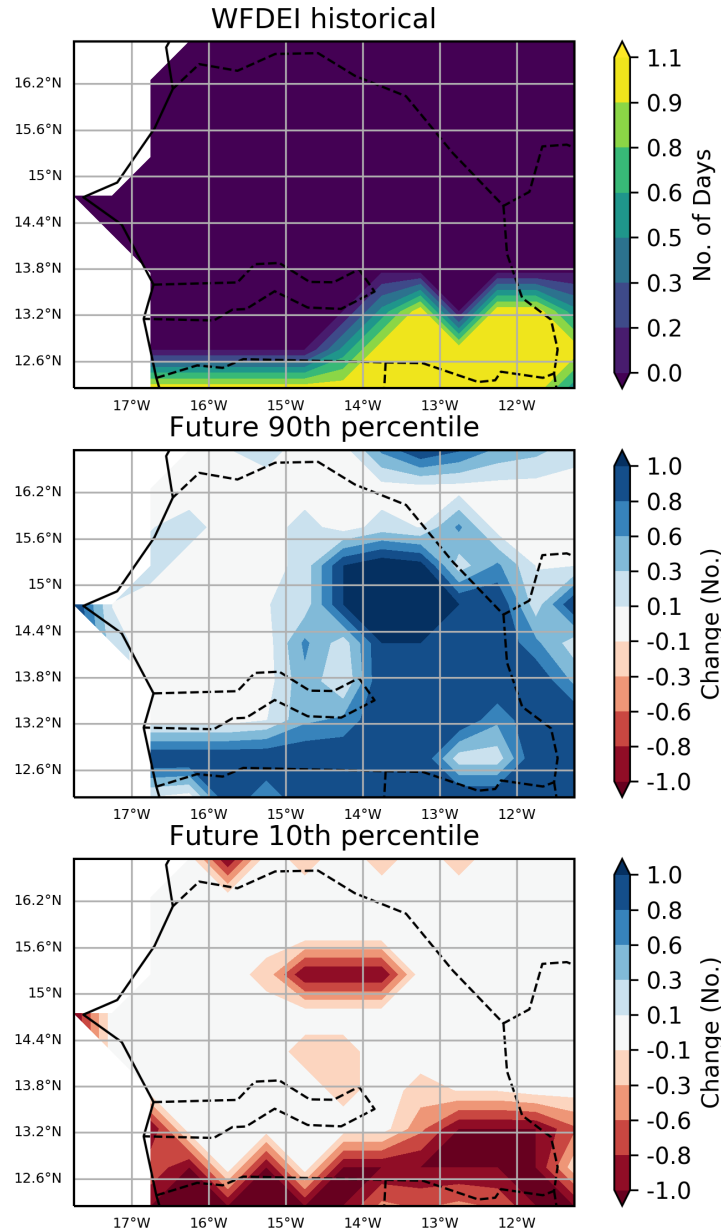 WFDEI historical
16.2°N
15.6°N
15°N
14.4°N
13.8°N
13.2°N
12.6°N
17°W 16°W 15°W 14°W 13°W 12°W
1.1
0.9
0.8
0.6
0.5
0.3
0.2
0.0
No. of Days
Future 90th percentile
16.2°N
15.6°N
15°N
14.4°N
13.8°N
13.2°N
12.6°N
17°W 16°W 15°W 14°W 13°W 12°W
1.0
0.8
0.6
0.3
0.1
-0.1
-0.3
-0.6
-0.8
-1.0
Change (No.)
Future 10th percentile
16.2°N
15.6°N
15°N
14.4°N
13.8°N
13.2°N
12.6°N
17°W 16°W 15°W 14°W 13°W 12°W
1.0
0.8
0.6
0.3
0.1
-0.1
-0.3
-0.6
-0.8
-1.0
Change (No.)